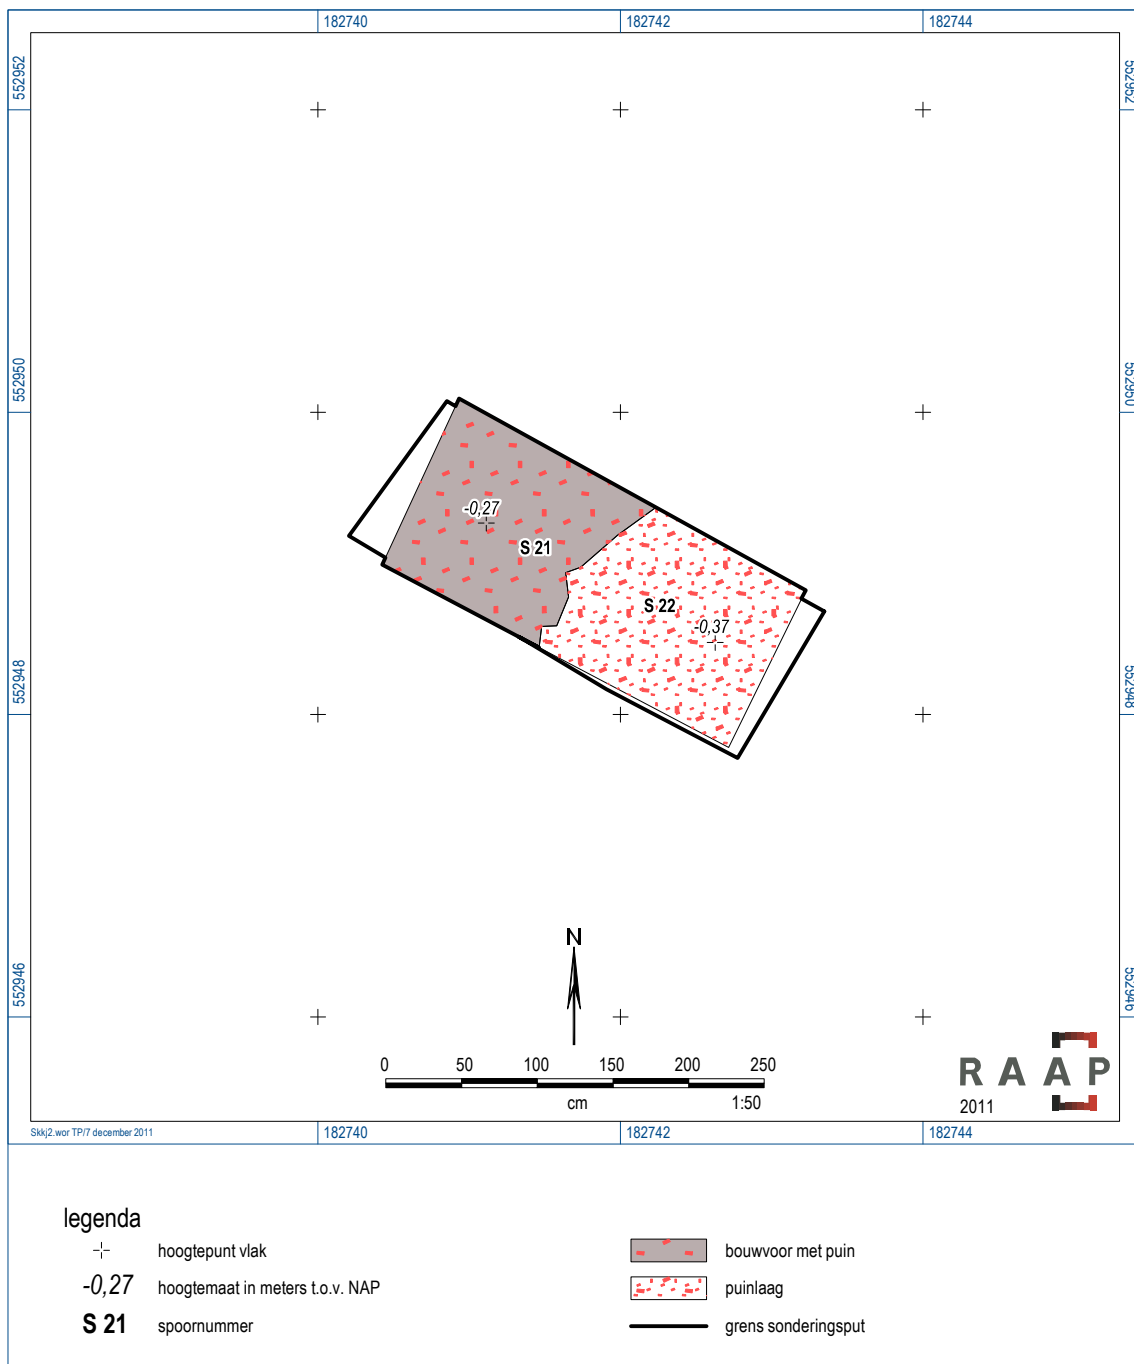 182740 182742 182744
552952 552952
552950 552950
-0,27
S 21
S 22
-0,37
552948 552948
N
552946 552946
0 50 100 150 200 250
cm 1:50
RAAP
2011
Skkj2.wor TP/7 december 2011
182740 182742 182744
legenda
hoogtepunt vlak
-0,27 hoogtemaat in meters t.o.v. NAP
S 21 spoornummer
bouwvoor met puin
puinlaag
grens sonderingsput